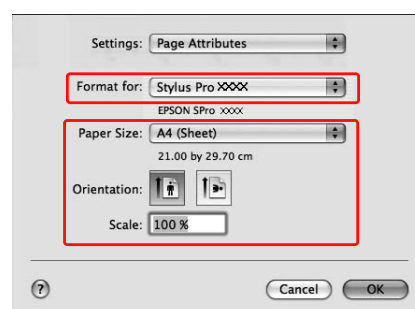 Settings: Page Attributes
Format for: Stylus Pro XXXX
EPSON SPro XXXX
Paper Size: A4 (Sheet)
21.00 by 29.70 cm
Orientation:
Scale: 100 %
? Cancel OK